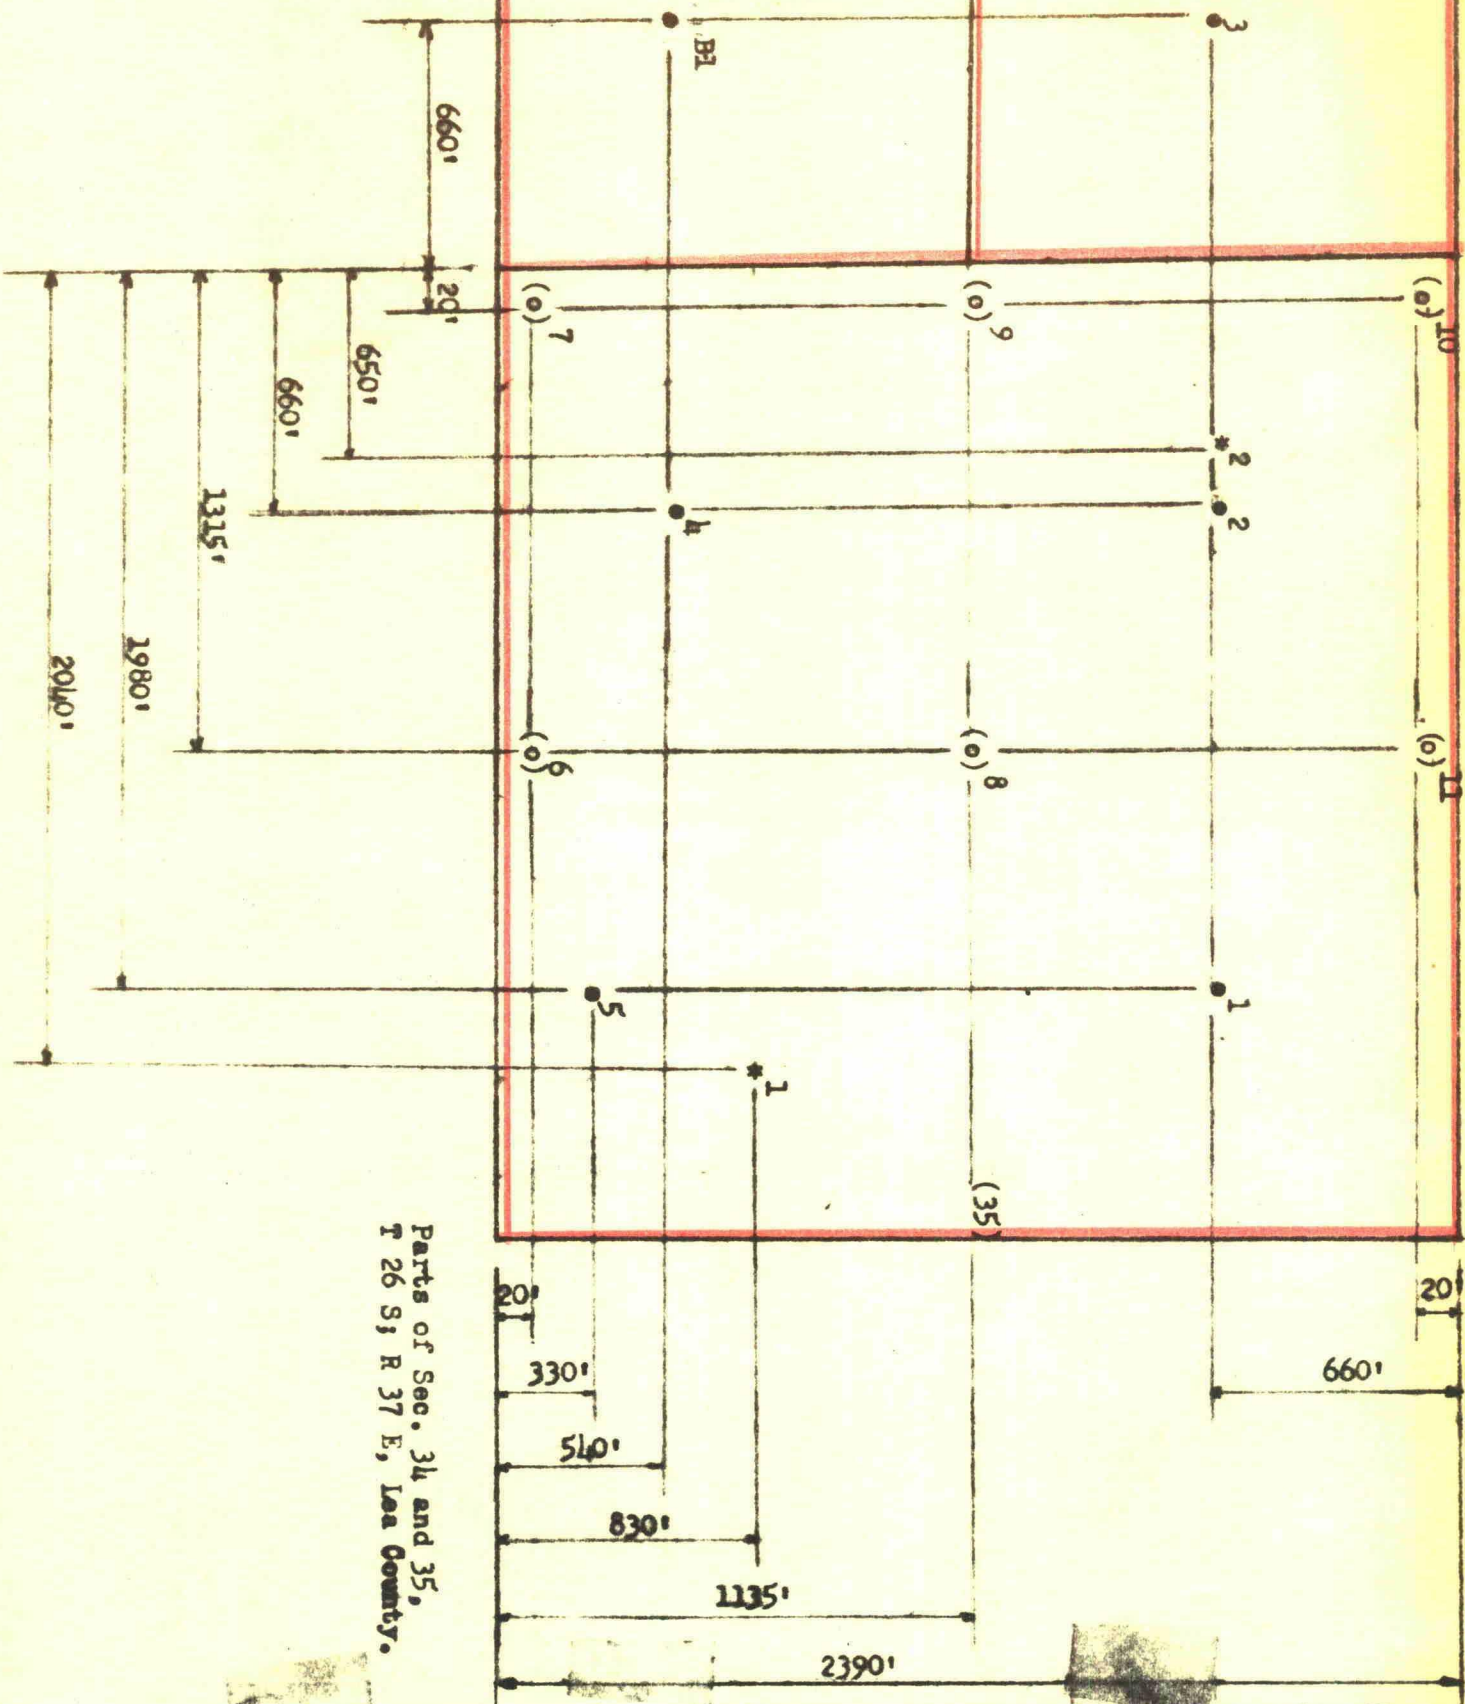 3
B-1
660'
20'
(o) 7
(o) 9
(o) 10
650'
660'
1315'
1980'
2040'
* 2
2
4
(o) 6
(o) 8
(o) 11
5
1
* 1
(35)
Parts of Sec. 34 and 35,
T 26 S; R 37 E, Lea County.
20'
20'
330'
660'
540'
830'
1135'
2390'